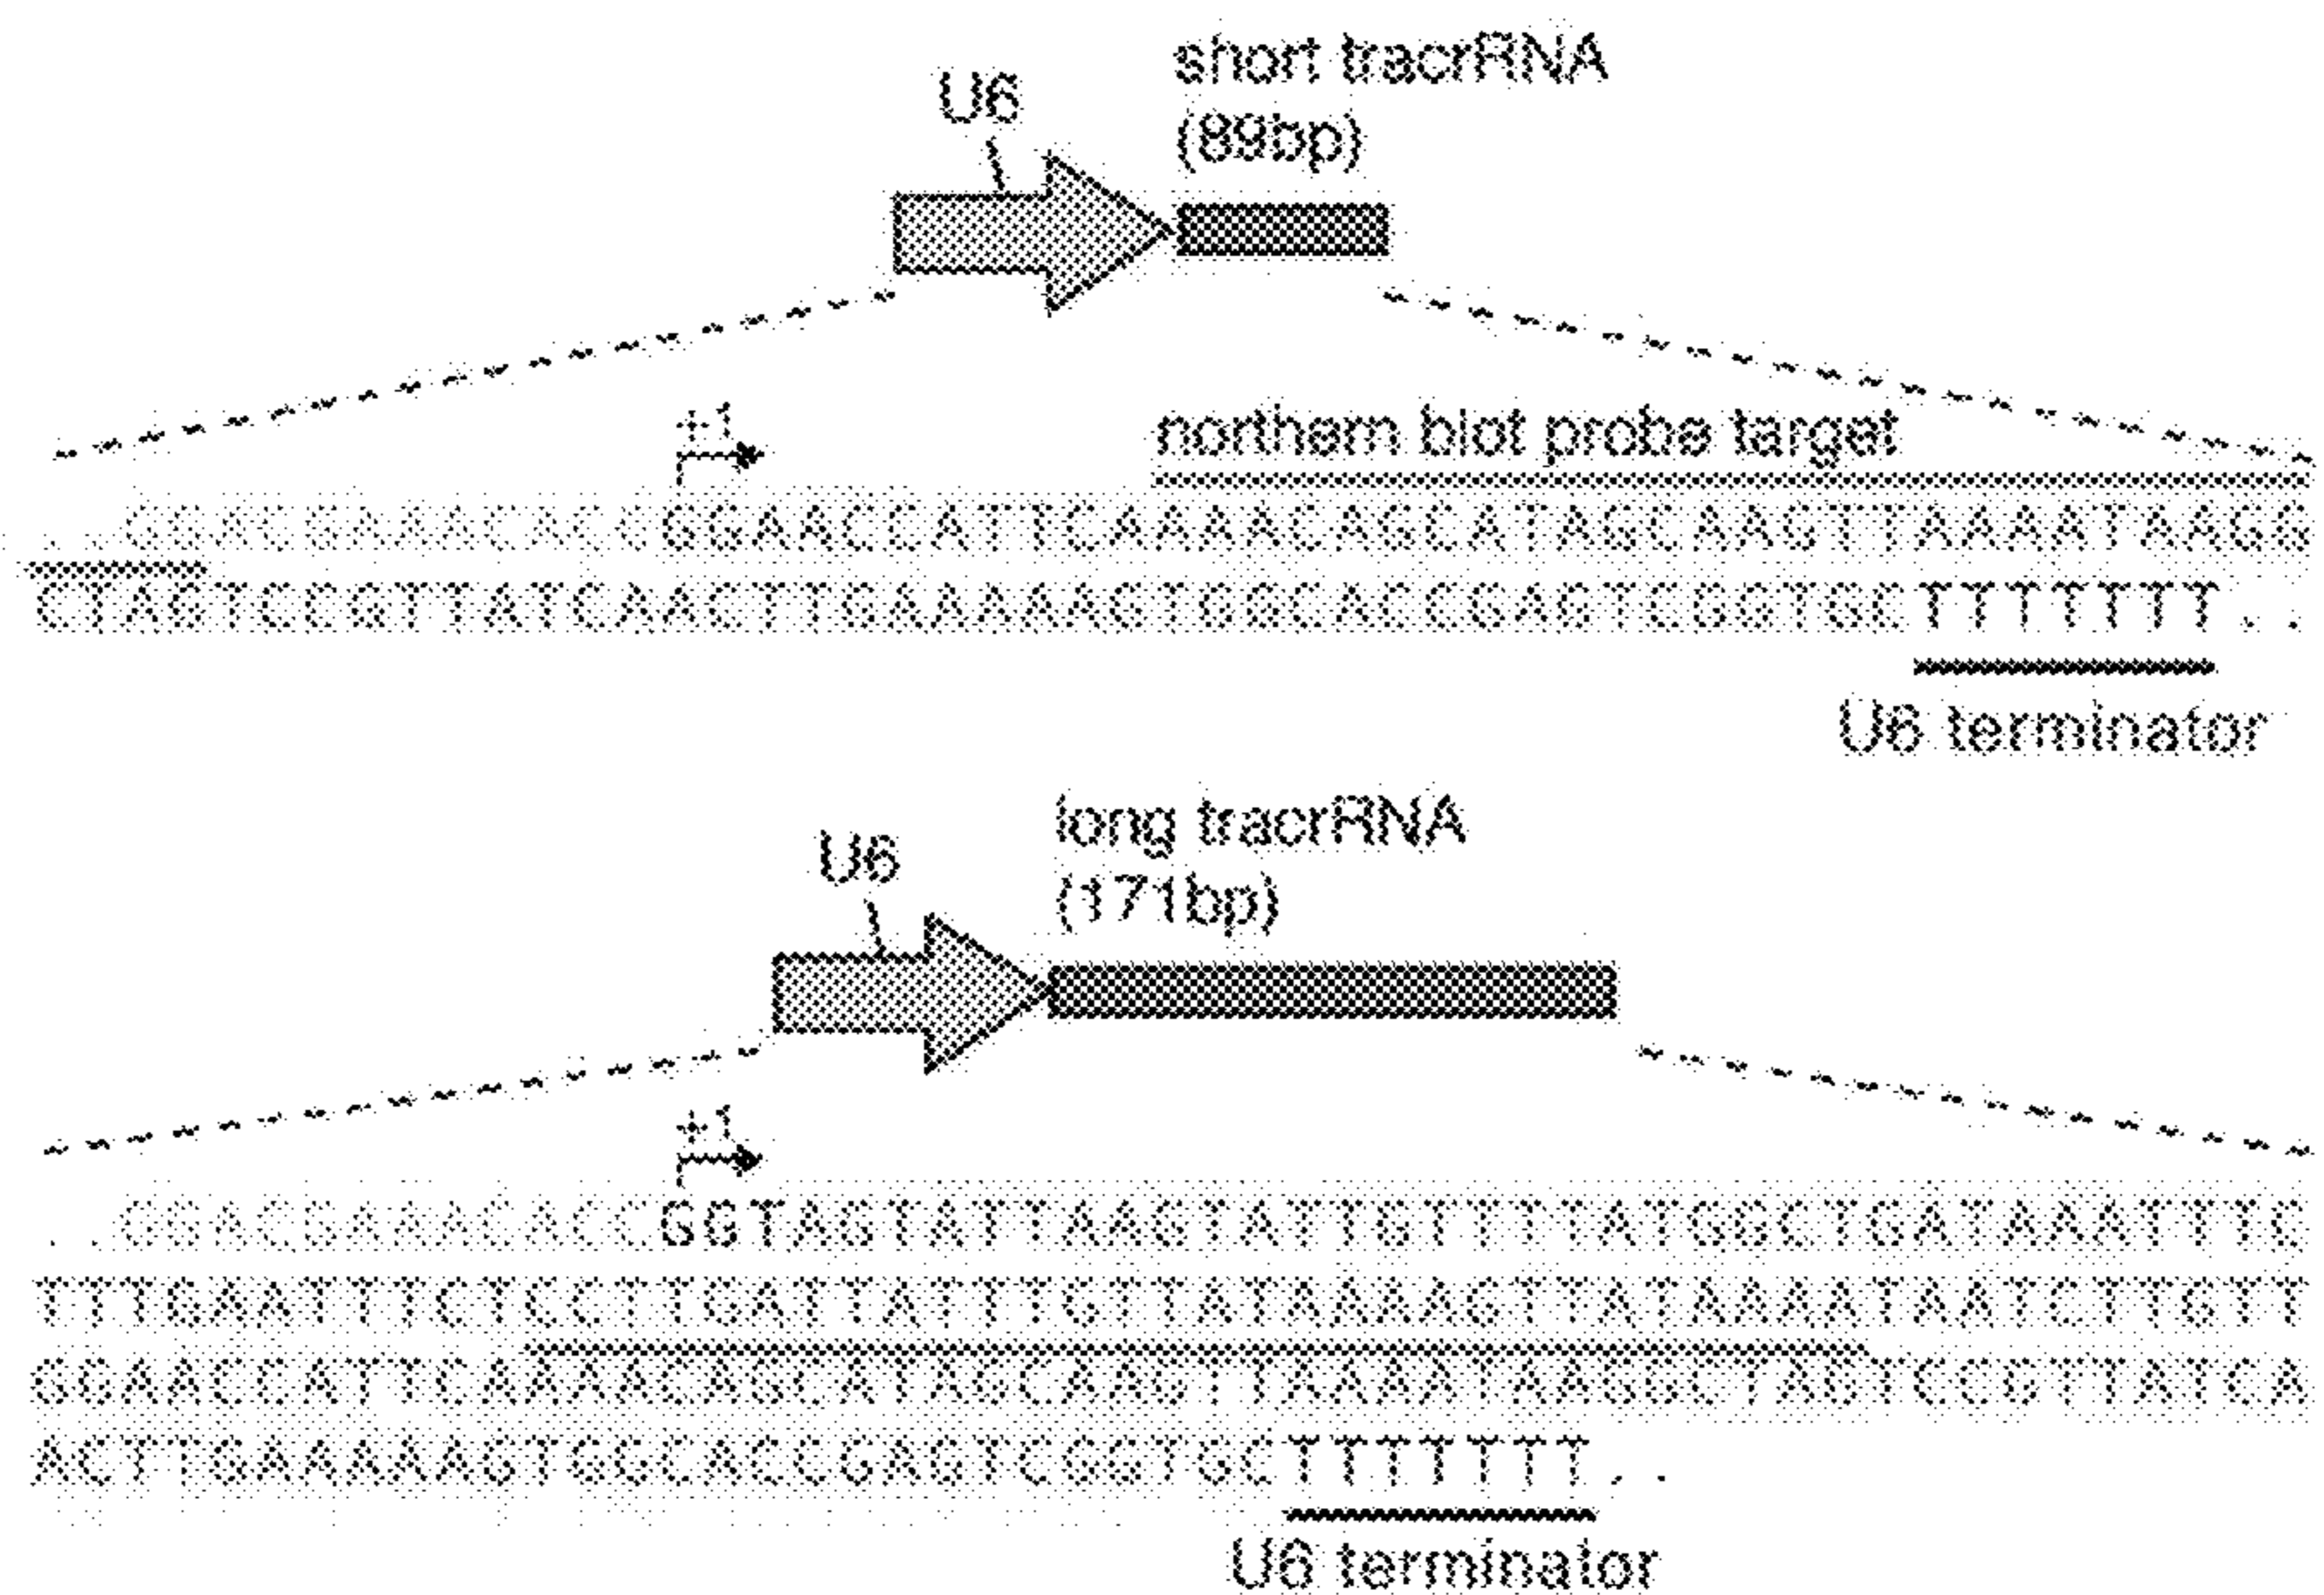 U6
short tracrRNA
(89bp)
+1
northern blot probe target
...GGACGAAACACCGGAACCATTCAAAACAGCATAGCAAGTTAAAATAAGG
CTAGTCCGTTATCAACTTGAAAAAGTGGCACCGAGTCGGTGCTTTTTTT..
U6 terminator
U6
long tracrRNA
(171bp)
+1
..GGACGAAACACCGGTAGTATTAAGTATTGTTTTATGGCTGATAAATTTC
TTTGAATTTCTCCTTGATTATTTGTTATAAAAGTTATAAAATAATCTTGTT
GGAACCATTCAAAACAGCATAGCAAGTTAAAATAAGGCTAGTCCGTTATCA
ACTTGAAAAAGTGGCACCGAGTCGGTGCTTTTTTT..
U6 terminator